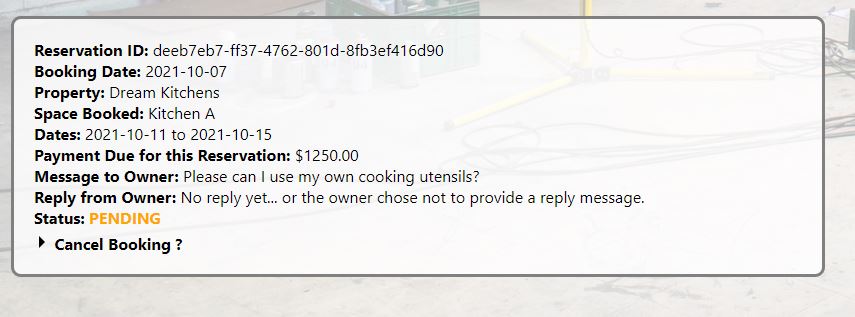 Reservation ID: deeb7eb7-ff37-4762-801d-8fb3ef416d90
Booking Date: 2021-10-07
Property: Dream Kitchens
Space Booked: Kitchen A
Dates: 2021-10-11 to 2021-10-15
Payment Due for this Reservation: $1250.00
Message to Owner: Please can I use my own cooking utensils?
Reply from Owner: No reply yet... or the owner chose not to provide a reply message.
Status: PENDING
Cancel Booking ?